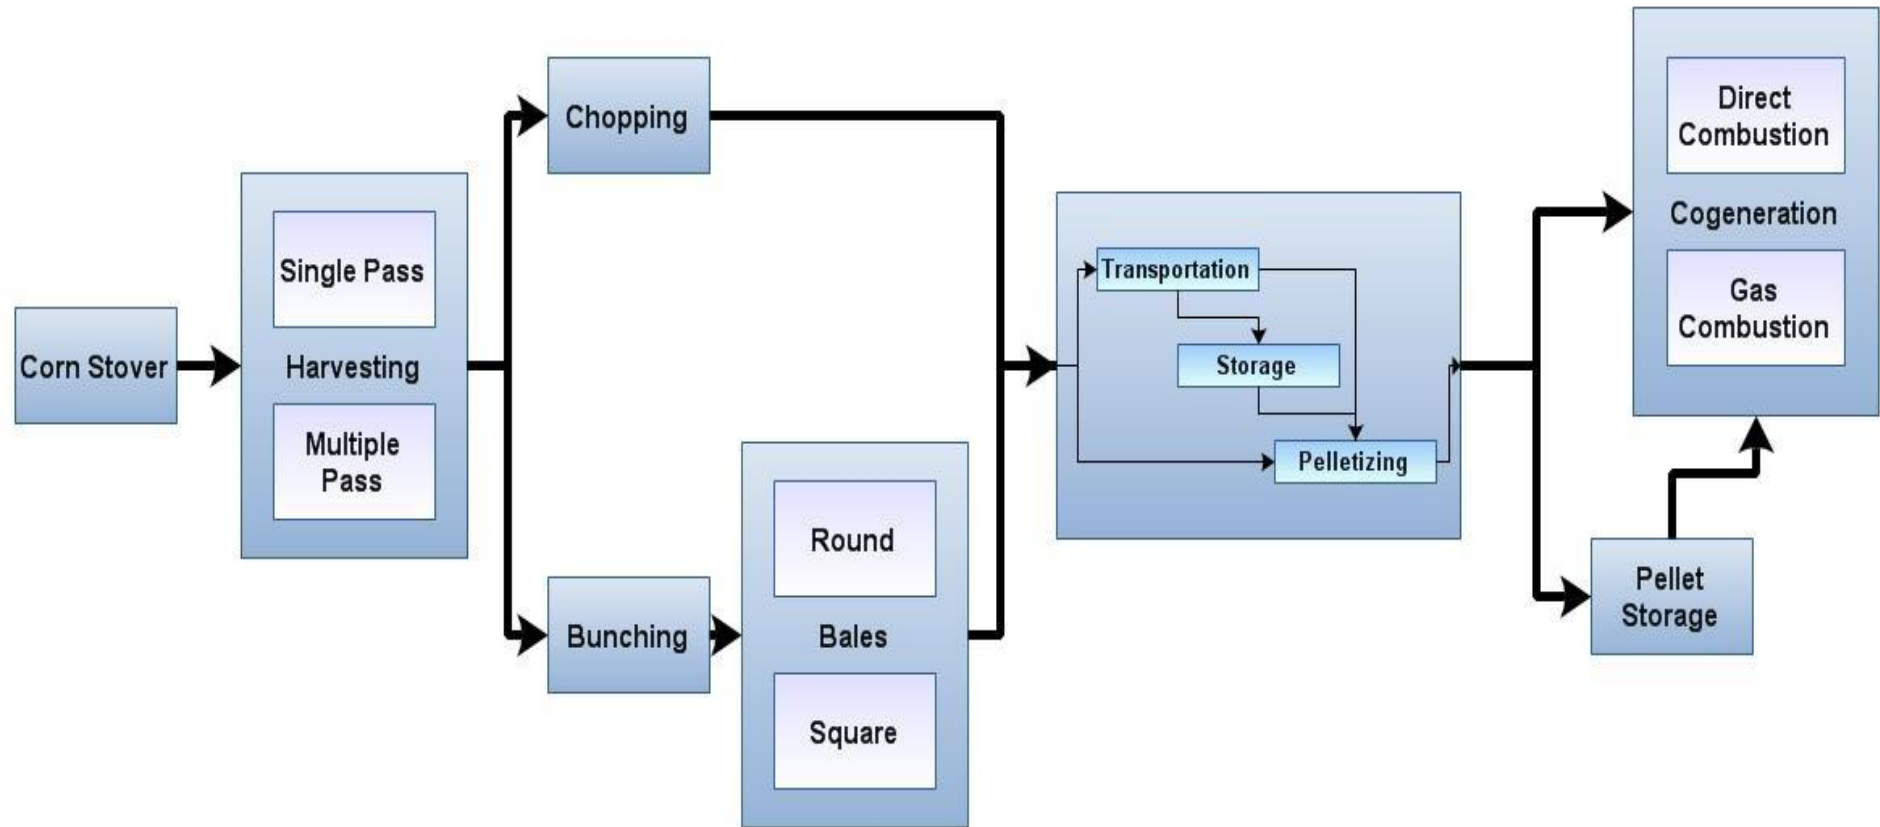 Corn Stover
Single Pass
Harvesting
Multiple
Pass
Chopping
Bunching
Round
Bales
Square
Transportation
Storage
Pelletizing
Direct
Combustion
Cogeneration
Gas
Combustion
Pellet
Storage